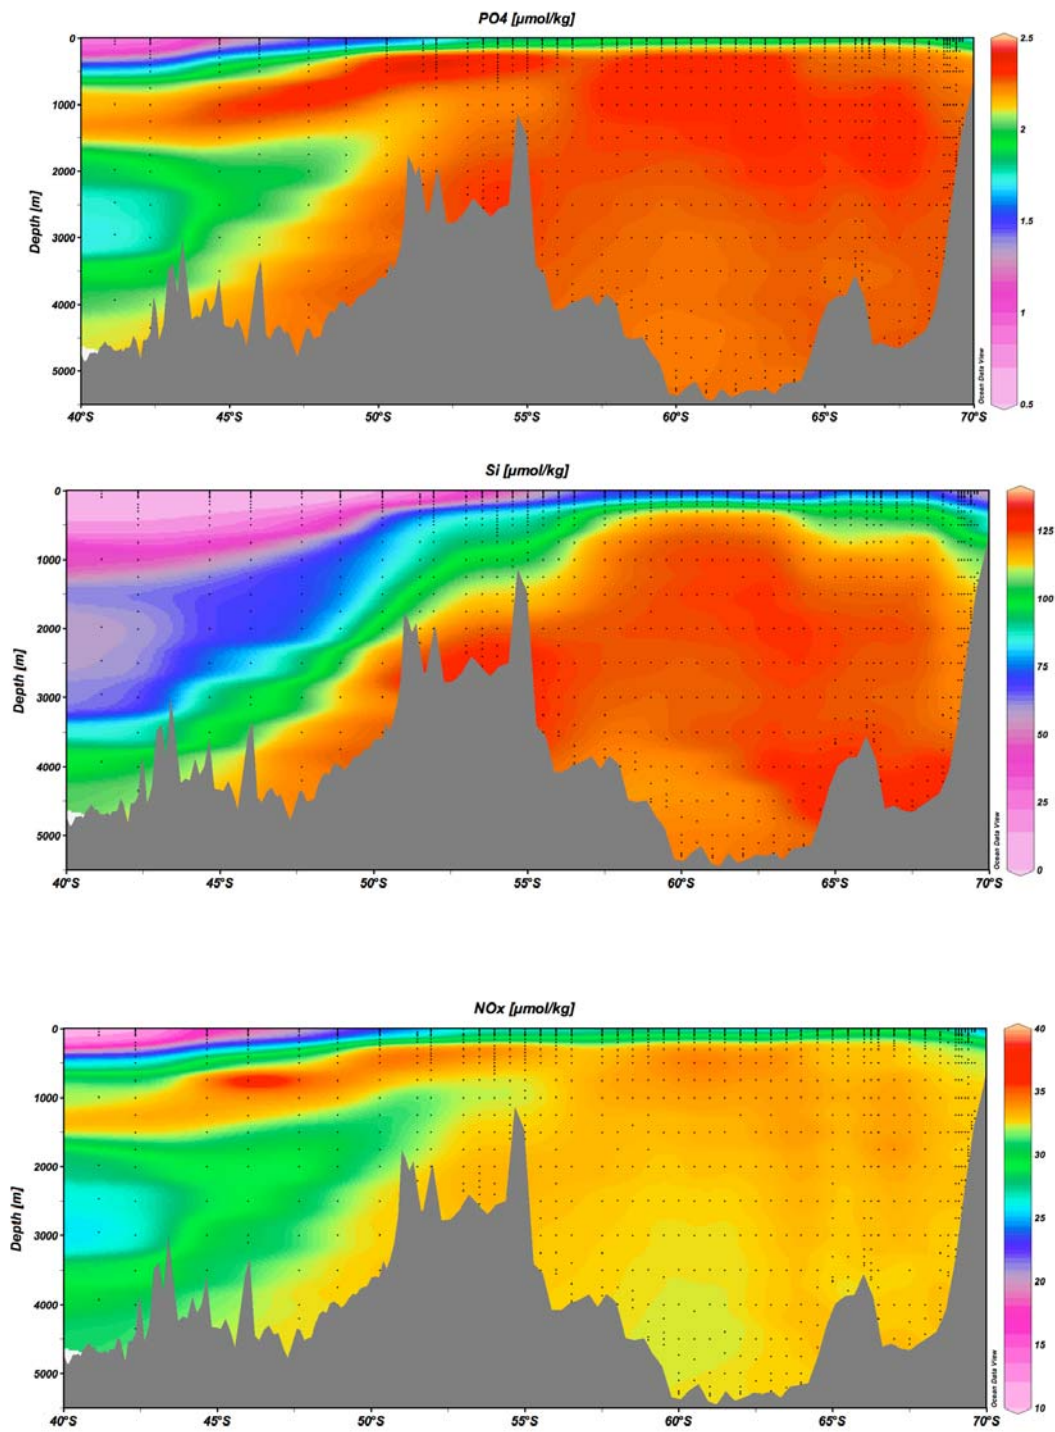 PO4 [µmol/kg]
0
1000
2000
3000
4000
5000
Depth [m]
40°S
45°S
50°S
55°S
60°S
65°S
70°S
Ocean Data View
2.5
2
1.5
1
0.5
Si [µmol/kg]
0
1000
2000
3000
4000
5000
Depth [m]
40°S
45°S
50°S
55°S
60°S
65°S
70°S
Ocean Data View
125
100
75
50
25
0
NOx [µmol/kg]
0
1000
2000
3000
4000
5000
Depth [m]
40°S
45°S
50°S
55°S
60°S
65°S
70°S
Ocean Data View
40
35
30
25
20
15
10